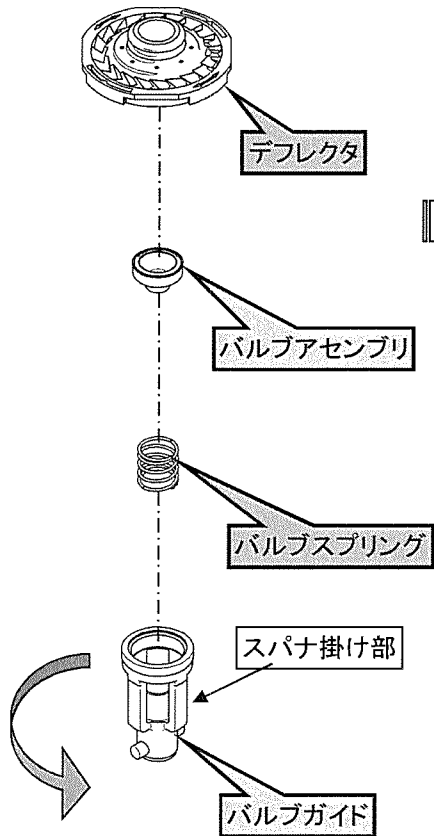 デフレクタ
バルブアセンブリ
バルブスプリング
スパナ掛け部
バルブガイド